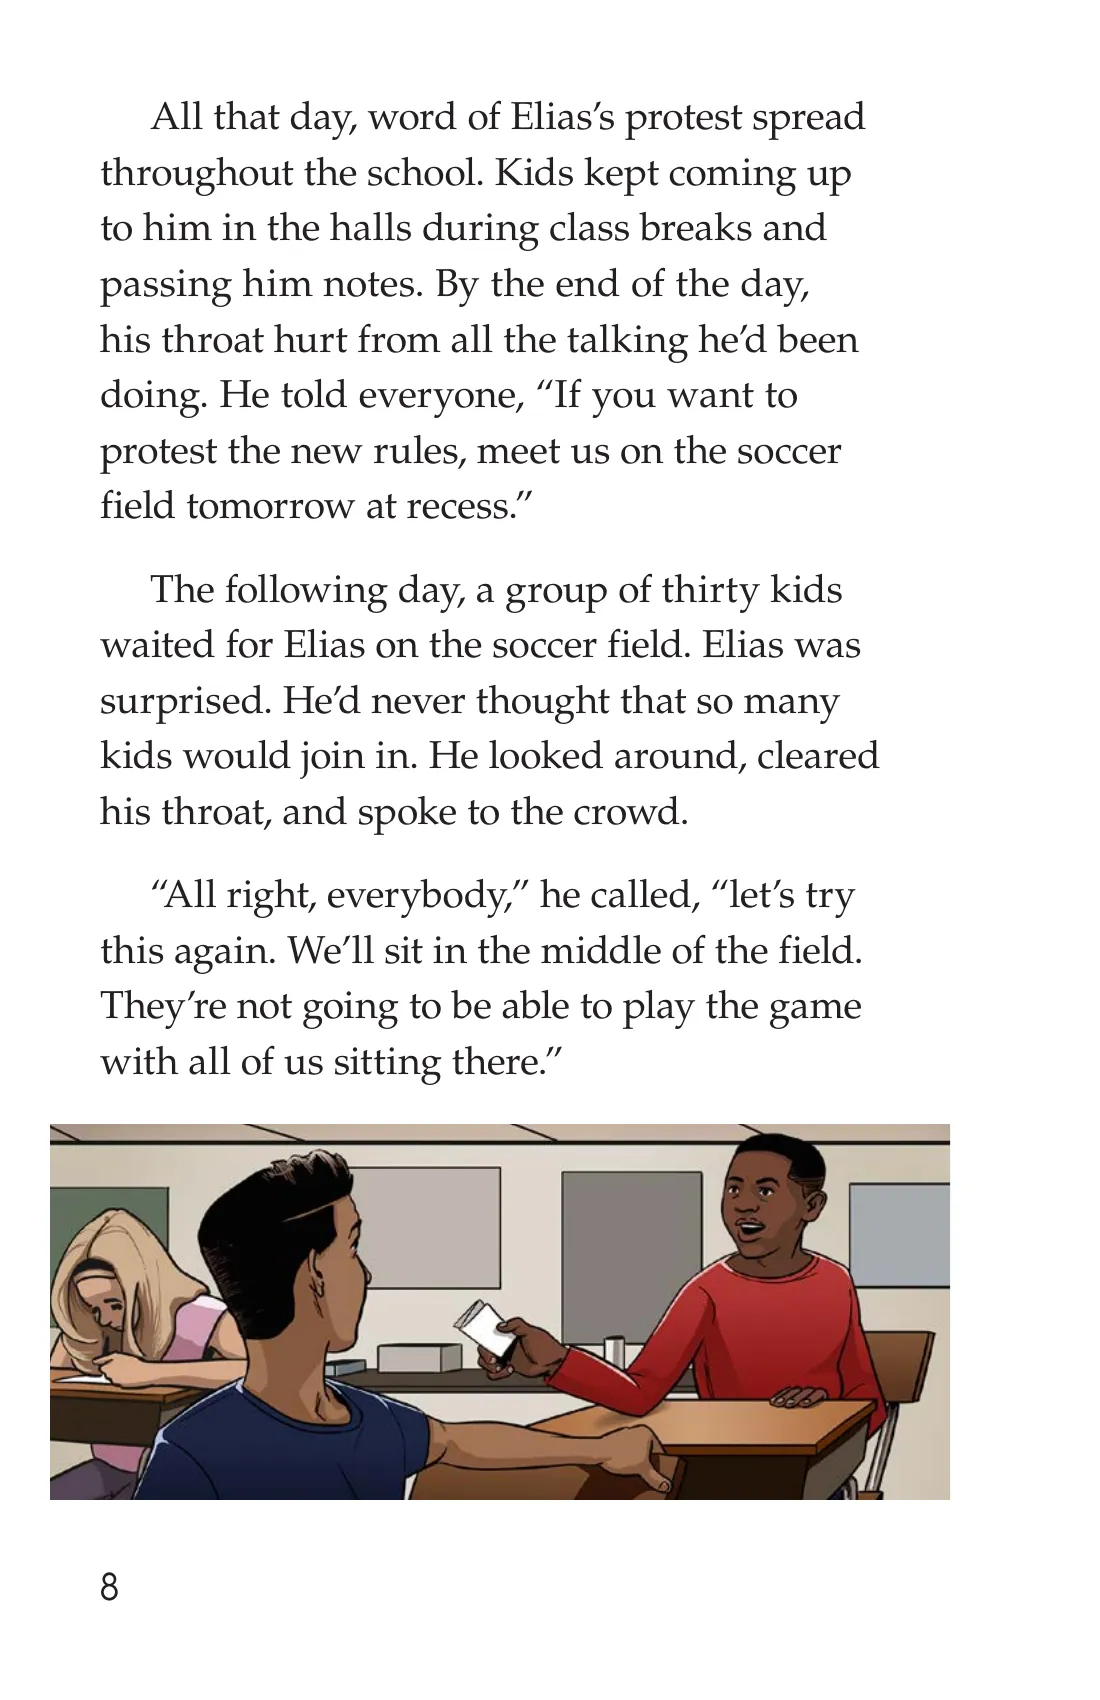 All that day, word of Elias’s protest spread
throughout the school. Kids kept coming up
to him in the halls during class breaks and
passing him notes. By the end of the day,
his throat hurt from all the talking he’d been
doing. He told everyone, “If you want to
protest the new rules, meet us on the soccer
field tomorrow at recess.”
The following day, a group of thirty kids
waited for Elias on the soccer field. Elias was
surprised. He’d never thought that so many
kids would join in. He looked around, cleared
his throat, and spoke to the crowd.
“All right, everybody,” he called, “let’s try
this again. We’ll sit in the middle of the field.
They’re not going to be able to play the game
with all of us sitting there.”
8